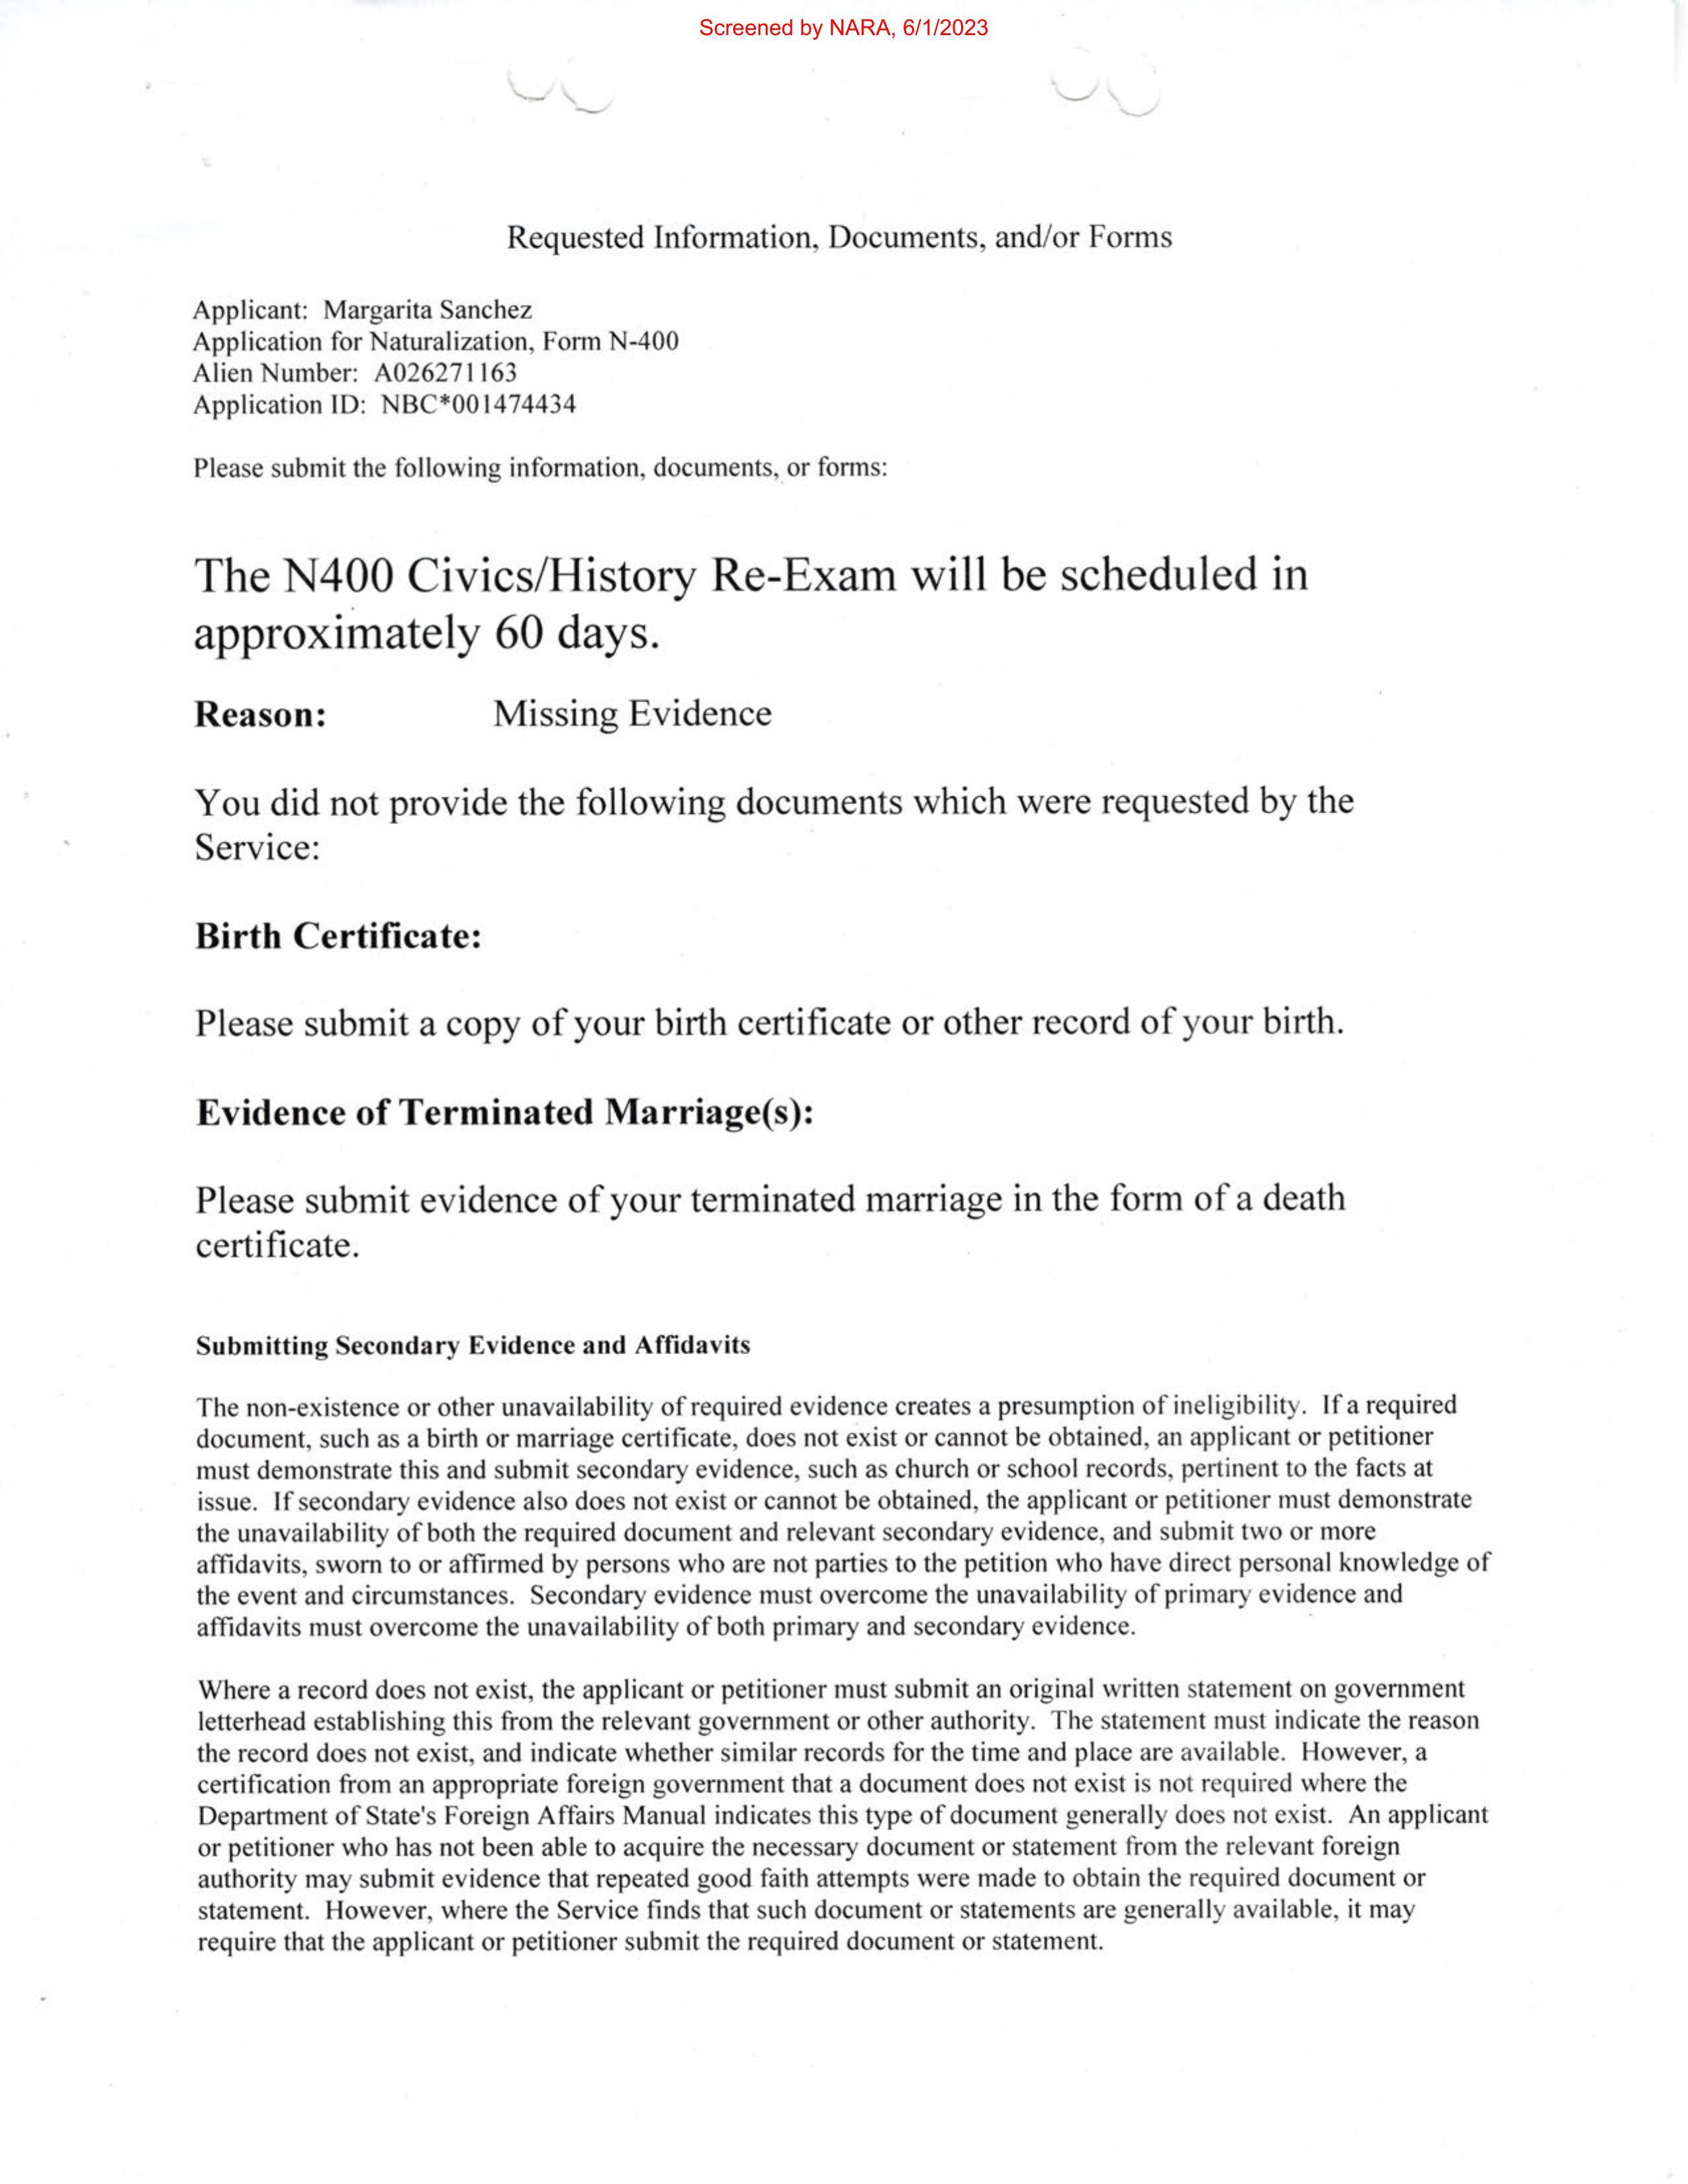 Screened by NARA, 6/1/2023
Requested Information, Documents, and/or Forms
Applicant: Margarita Sanchez
Application for Naturalization, Form N-400
Alien Number: A026271163
Application ID: NBC*001474434
Please submit the following information, documents, or forms:
The N400 Civics/History Re-Exam will be scheduled in
approximately 60 days.
Reason: Missing Evidence
You did not provide the following documents which were requested by the
Service:
Birth Certificate:
Please submit a copy of your birth certificate or other record of your birth.
Evidence of Terminated Marriage(s):
Please submit evidence of your terminated marriage in the form of a death
certificate.
Submitting Secondary Evidence and Affidavits
The non-existence or other unavailability of required evidence creates a presumption of ineligibility. If a required
document, such as a birth or marriage certificate, does not exist or cannot be obtained, an applicant or petitioner
must demonstrate this and submit secondary evidence, such as church or school records, pertinent to the facts at
issue. If secondary evidence also does not exist or cannot be obtained, the applicant or petitioner must demonstrate
the unavailability of both the required document and relevant secondary evidence, and submit two or more
affidavits, sworn to or affirmed by persons who are not parties to the petition who have direct personal knowledge of
the event and circumstances. Secondary evidence must overcome the unavailability of primary evidence and
affidavits must overcome the unavailability of both primary and secondary evidence.
Where a record does not exist, the applicant or petitioner must submit an original written statement on government
letterhead establishing this from the relevant government or other authority. The statement must indicate the reason
the record does not exist, and indicate whether similar records for the time and place are available. However, a
certification from an appropriate foreign government that a document does not exist is not required where the
Department of State's Foreign Affairs Manual indicates this type of document generally does not exist. An applicant
or petitioner who has not been able to acquire the necessary document or statement from the relevant foreign
authority may submit evidence that repeated good faith attempts were made to obtain the required document or
statement. However, where the Service finds that such document or statements are generally available, it may
require that the applicant or petitioner submit the required document or statement.